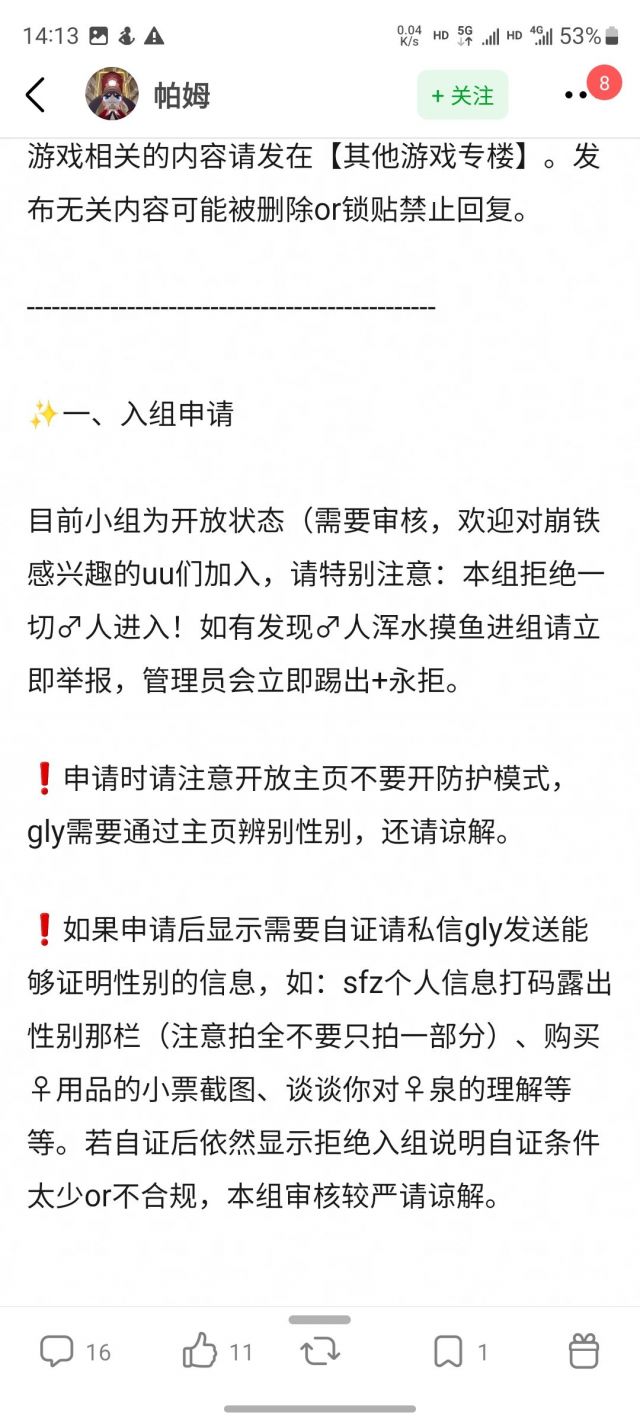 14:13
0.04 K/s HD 5G HD 4G 53%
帕姆
+ 关注
8
游戏相关的内容请发在【其他游戏专楼】。发
布无关内容可能被删除or锁贴禁止回复。
------------------------------------------------
✨一、入组申请
目前小组为开放状态（需要审核，欢迎对崩铁
感兴趣的uu们加入，请特别注意：本组拒绝一
切♂人进入！如有发现♂人浑水摸鱼进组请立
即举报，管理员会立即踢出+永拒。
❗申请时请注意开放主页不要开防护模式，
gly需要通过主页辨别性别，还请谅解。
❗如果申请后显示需要自证请私信gly发送能
够证明性别的信息，如：sfz个人信息打码露出
性别那栏（注意拍全不要只拍一部分）、购买
♀用品的小票截图、谈谈你对♀泉的理解等
等。若自证后依然显示拒绝入组说明自证条件
太少or不合规，本组审核较严请谅解。
16
11
1